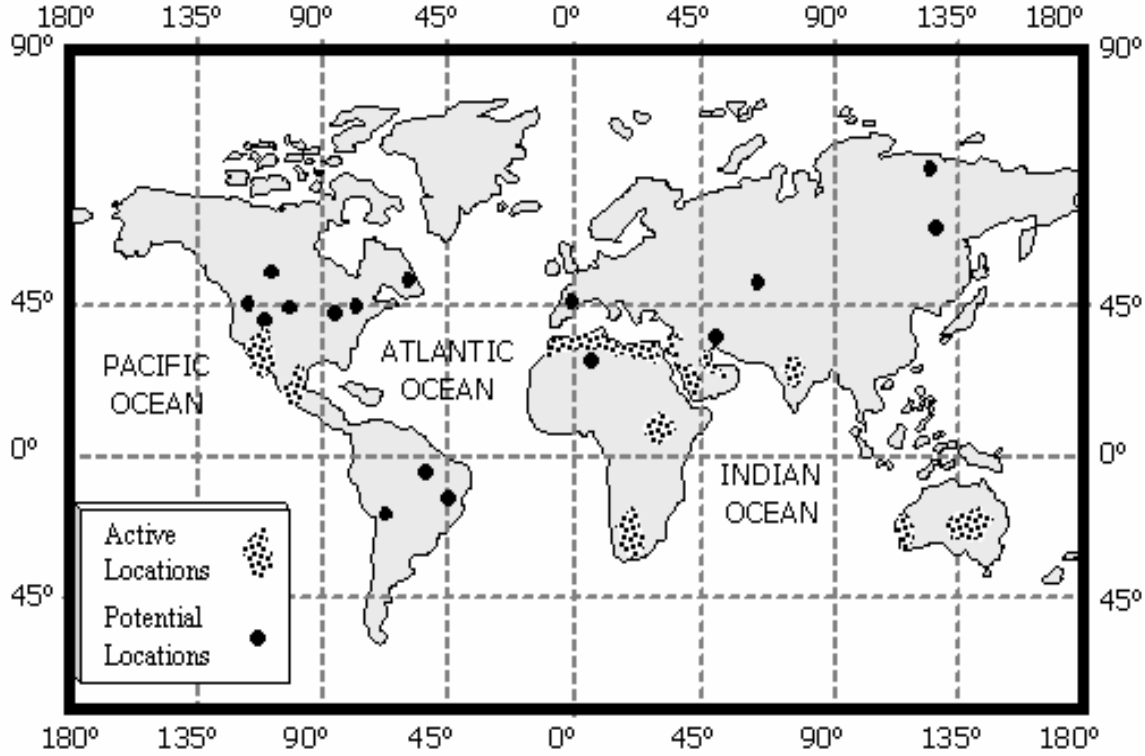 180º 135º 90º 45º 0º 45º 90º 135º 180º
90º 90º
45º 45º
PACIFIC
OCEAN
ATLANTIC
OCEAN
0º 0º
INDIAN
OCEAN
Active
Locations
Potential
Locations
45º 45º
180º 135º 90º 45º 0º 45º 90º 135º 180º